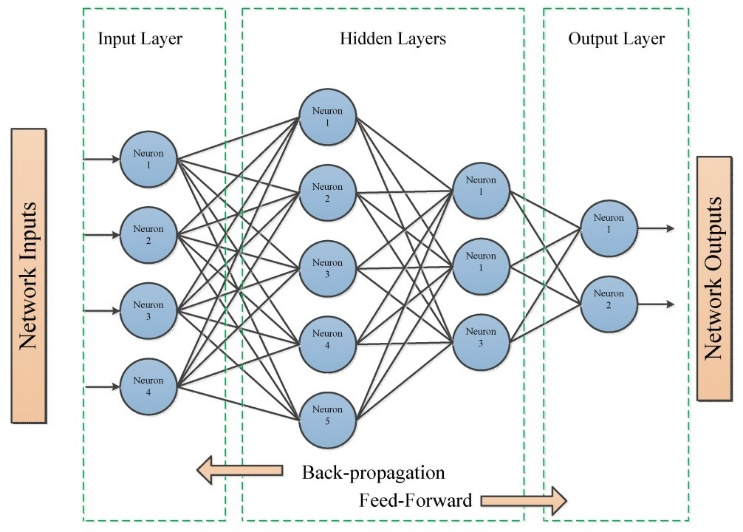 Input Layer
Hidden Layers
Output Layer
Network Inputs
Neuron
1
Neuron
2
Neuron
3
Neuron
4
Neuron
1
Neuron
2
Neuron
3
Neuron
4
Neuron
5
Neuron
1
Neuron
1
Neuron
3
Neuron
1
Neuron
2
Network Outputs
Back-propagation
Feed-Forward